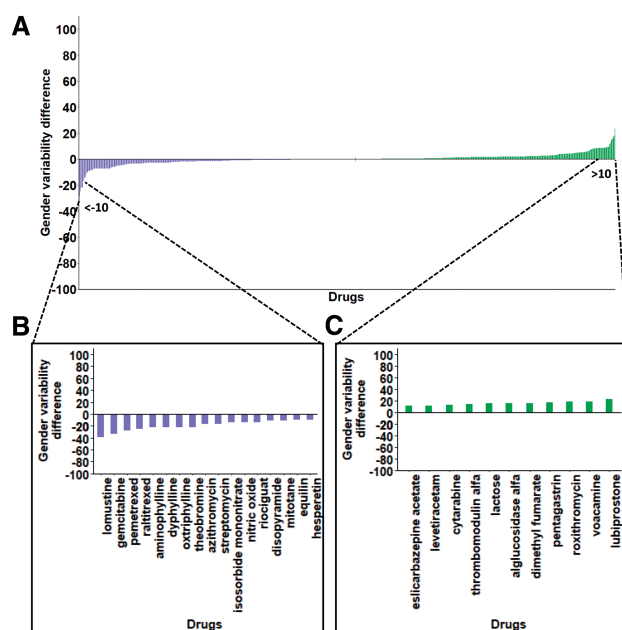 A
Gender variability difference
100
80
60
40
20
0
-20
-40
-60
-80
-100
<-10
>10
Drugs
B
Gender variability
difference
100
80
60
40
20
0
-20
-40
-60
-80
-100
lomustine
gemcitabine
pemetrexed
raltitrexed
aminophylline
dyphylline
oxtriphylline
theobromine
azithromycin
streptomycin
isosorbide mononitrate
nitric oxide
riociguat
disopyramide
mitotane
equilin
hesperetin
Drugs
C
Gender variability
difference
100
80
60
40
20
0
-20
-40
-60
-80
-100
eslicarbazepine acetate
levetiracetam
cytarabine
thrombomodulin alfa
lactose
alglucosidase alfa
dimethyl fumarate
pentagastrin
roxithromycin
voacamine
lubiprostone
Drugs